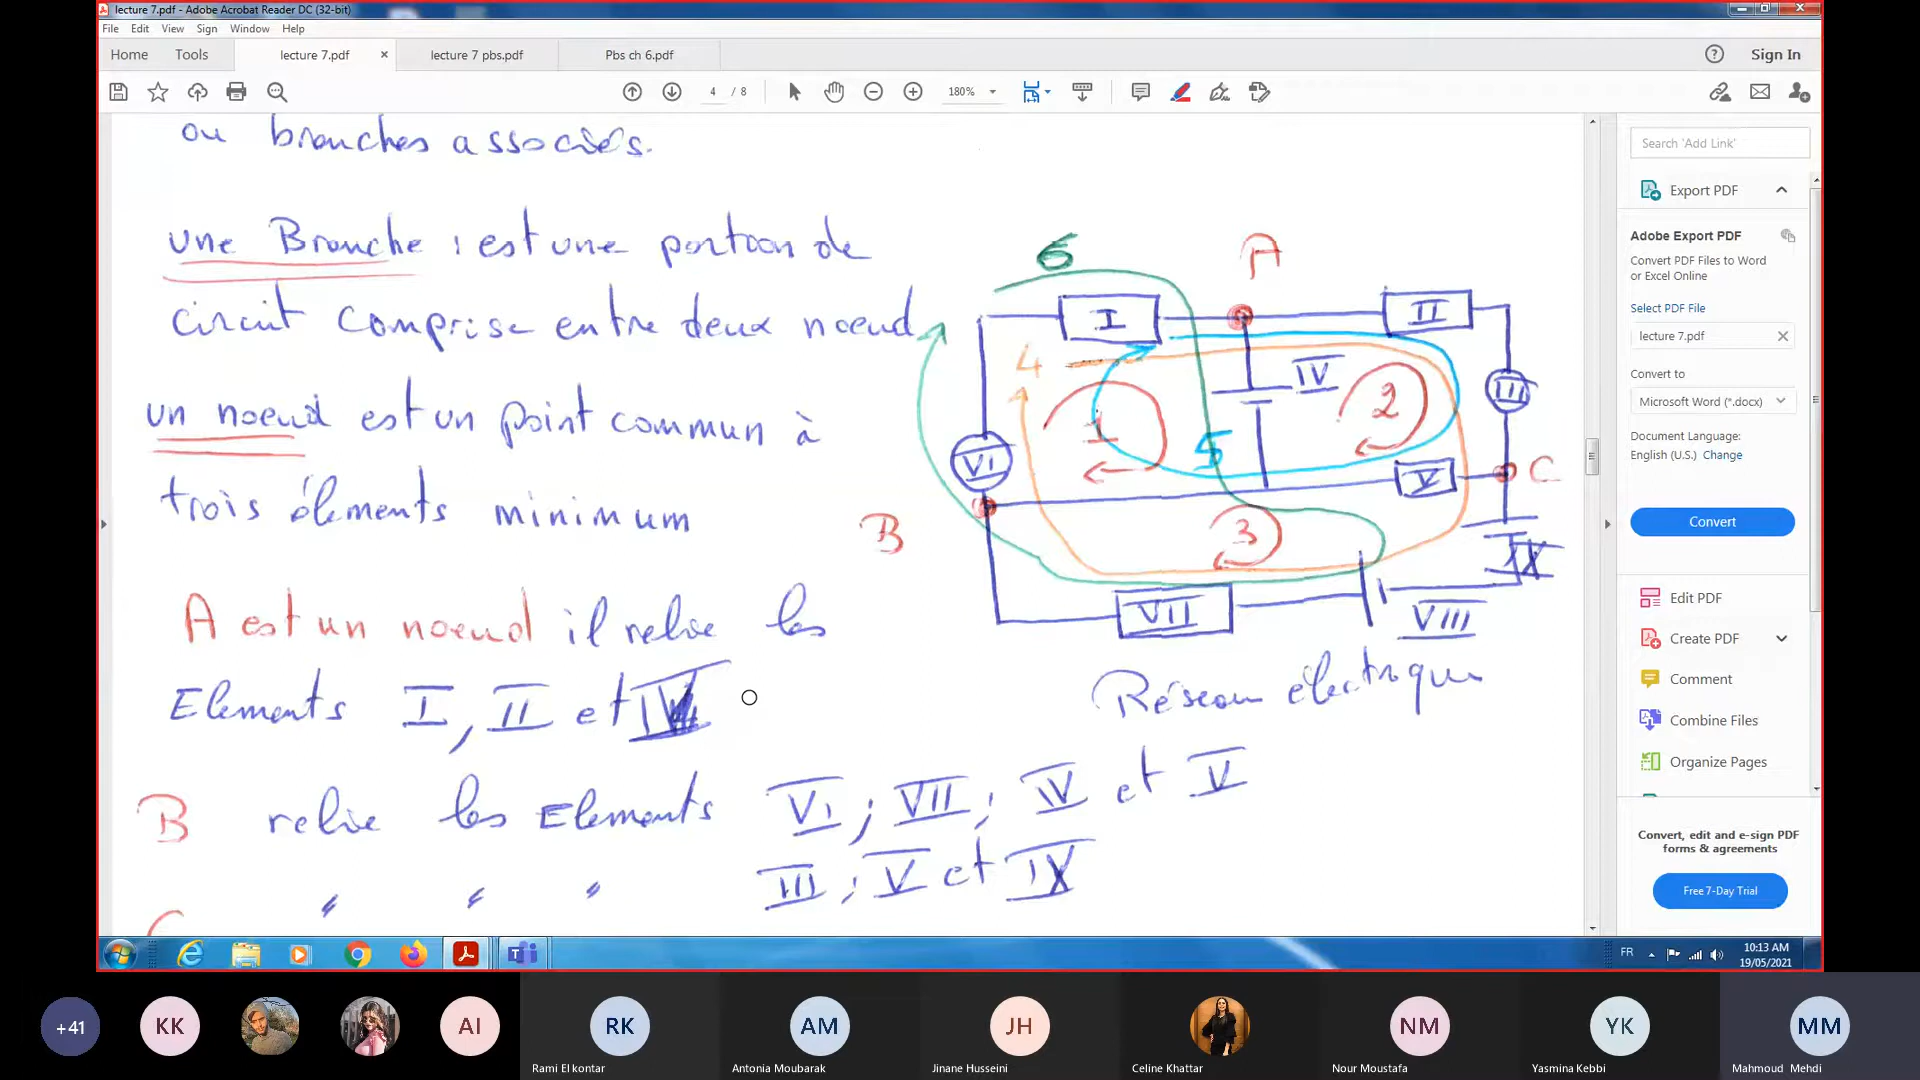 lecture 7.pdf - Adobe Acrobat Reader DC (32-bit)
File Edit View Sign Window Help
Home Tools lecture 7.pdf lecture 7 pbs.pdf Pbs ch 6.pdf Sign In
4 / 8 180%
ou branches associés.
une Branche : est une portion de
circuit comprise entre deux noeud
un noeud est un point commun à
trois élements minimum
A est un noeud il relie les
Elements I, II et IV
B relie les Elements VI ; VII ; IV et V
C " " " III ; V et IX
6 A
I II
4 IV 2 III
1
VI 5 V C
B 3 IX
VII VIII
Réseau électrique
Search 'Add Link'
Export PDF
Adobe Export PDF
Convert PDF Files to Word
or Excel Online
Select PDF File
lecture 7.pdf
Convert to
Microsoft Word (*.docx)
Document Language:
English (U.S.) Change
Convert
Edit PDF
Create PDF
Comment
Combine Files
Organize Pages
Convert, edit and e-sign PDF
forms & agreements
Free 7-Day Trial
FR 10:13 AM
19/05/2021
+41 KK AI RK AM JH NM YK MM
Rami El kontar Antonia Moubarak Jinane Husseini Celine Khattar Nour Moustafa Yasmina Kebbi Mahmoud Mehdi